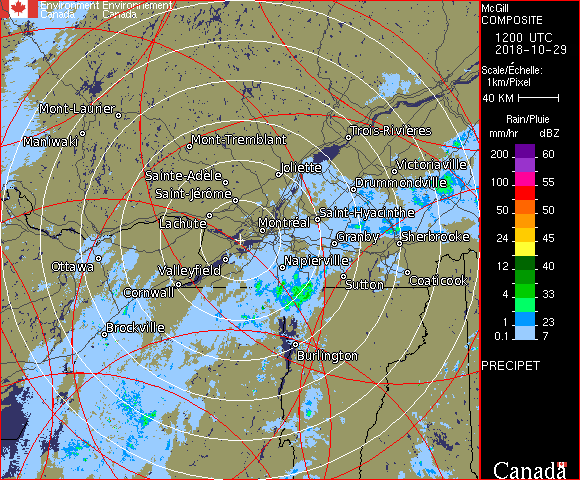 Environment Environnement
Canada Canada
McGill
COMPOSITE
1200 UTC
2018-10-29
Scale/Échelle:
1km/Pixel
40 KM
Rain/Pluie
mm/hr dBZ
200 60
100 55
50 50
24 45
12 40
4 33
1 23
0.1 7
PRECIPET
Canada
Mont-Laurier
Maniwaki
Mont-Tremblant
Trois-Rivières
Joliette
Victoriaville
Sainte-Adèle
Drummondville
Saint-Jérôme
Lachute
Saint-Hyacinthe
Montréal
Granby
Sherbrooke
Ottawa
Valleyfield
Napierville
Cornwall
Sutton
Coaticook
Brockville
Burlington